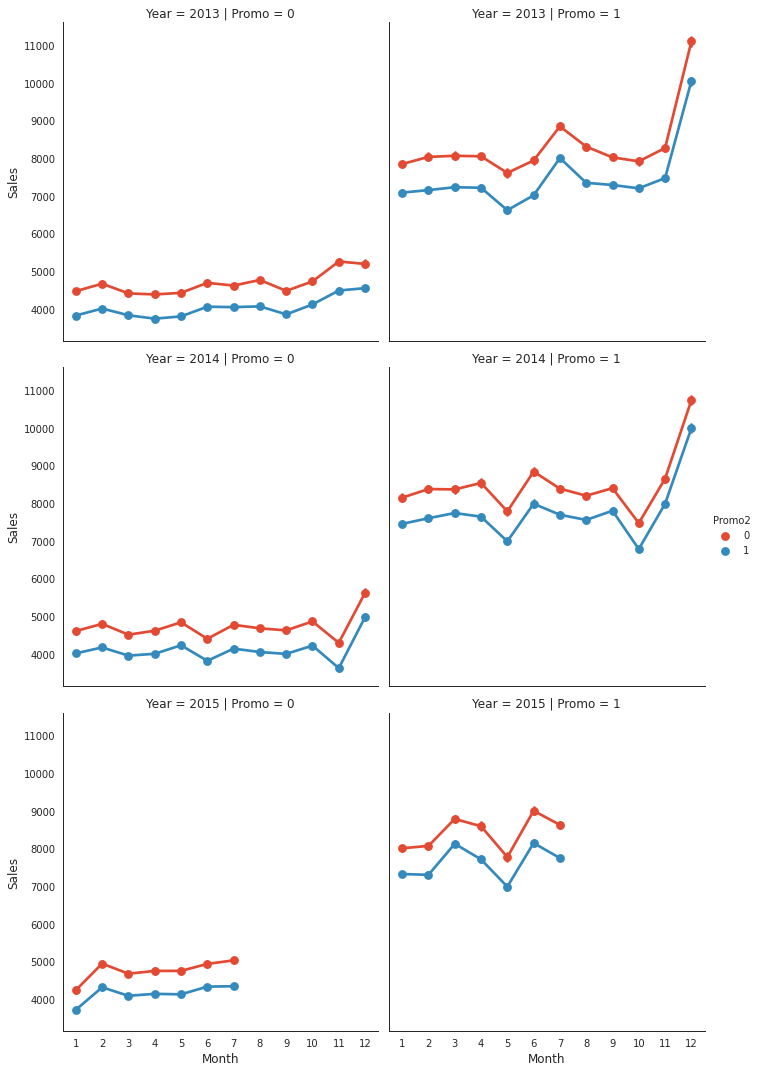 Year = 2013 | Promo = 0
Year = 2013 | Promo = 1
11000
10000
9000
8000
7000
6000
5000
4000
Sales
Year = 2014 | Promo = 0
Year = 2014 | Promo = 1
11000
10000
9000
8000
7000
6000
5000
4000
Sales
Promo2
0
1
Year = 2015 | Promo = 0
Year = 2015 | Promo = 1
11000
10000
9000
8000
7000
6000
5000
4000
Sales
1 2 3 4 5 6 7 8 9 10 11 12
Month
1 2 3 4 5 6 7 8 9 10 11 12
Month